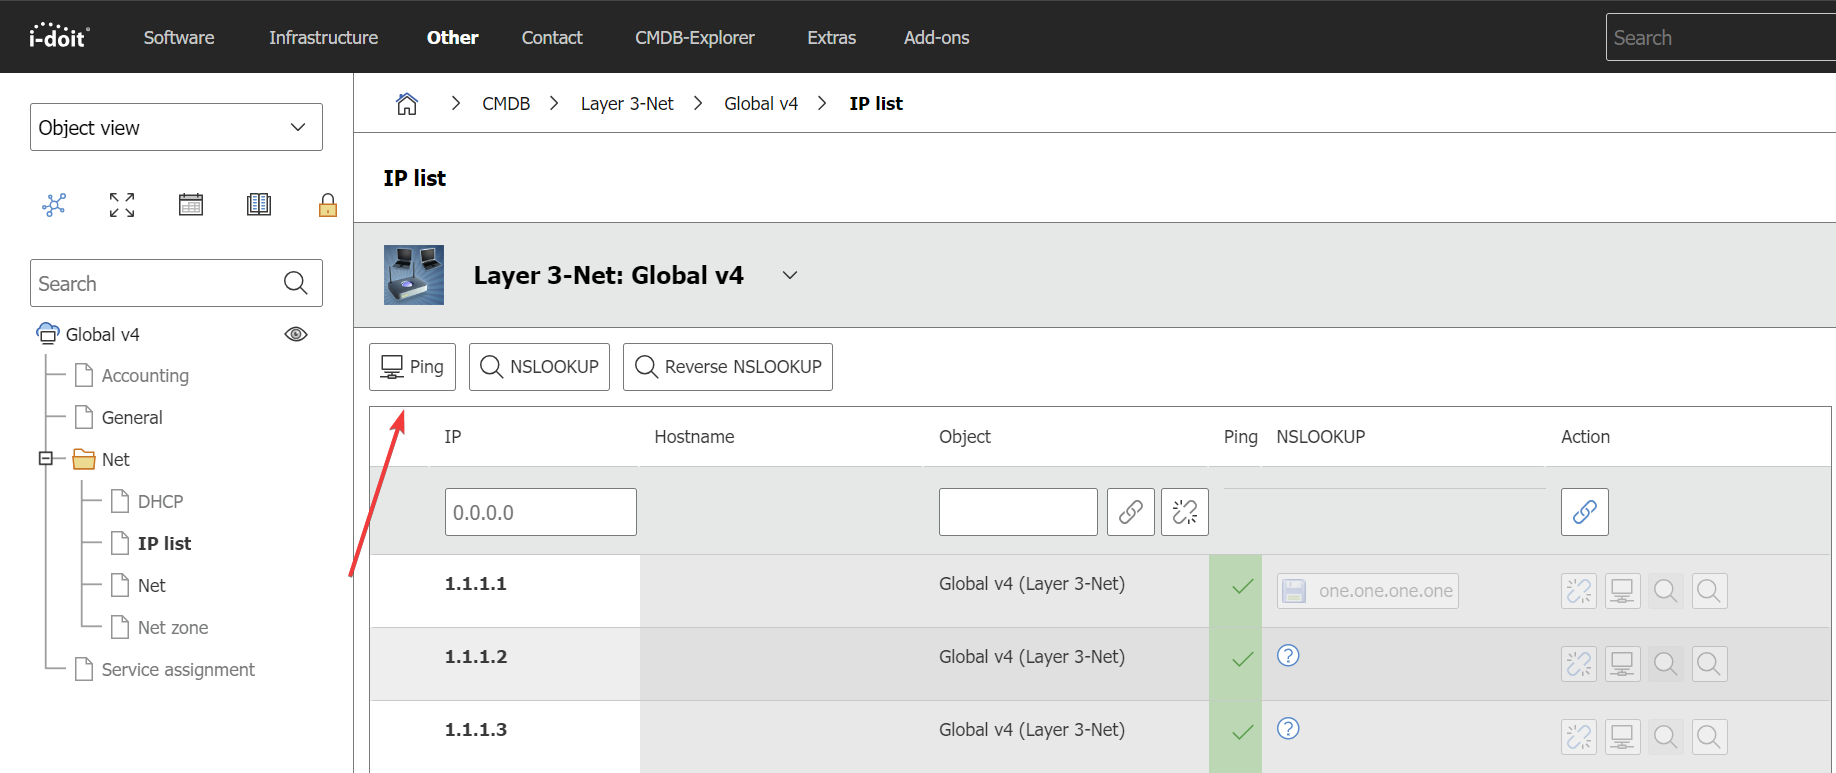 i-doit Software Infrastructure Other Contact CMDB-Explorer Extras Add-ons Search
Object view
CMDB Layer 3-Net Global v4 IP list
IP list
Search
Layer 3-Net: Global v4
Global v4
Accounting
General
Net
DHCP
IP list
Net
Net zone
Service assignment
Ping NSLOOKUP Reverse NSLOOKUP
IP Hostname Object Ping NSLOOKUP Action
0.0.0.0
1.1.1.1 Global v4 (Layer 3-Net) one.one.one.one
1.1.1.2 Global v4 (Layer 3-Net) ?
1.1.1.3 Global v4 (Layer 3-Net) ?